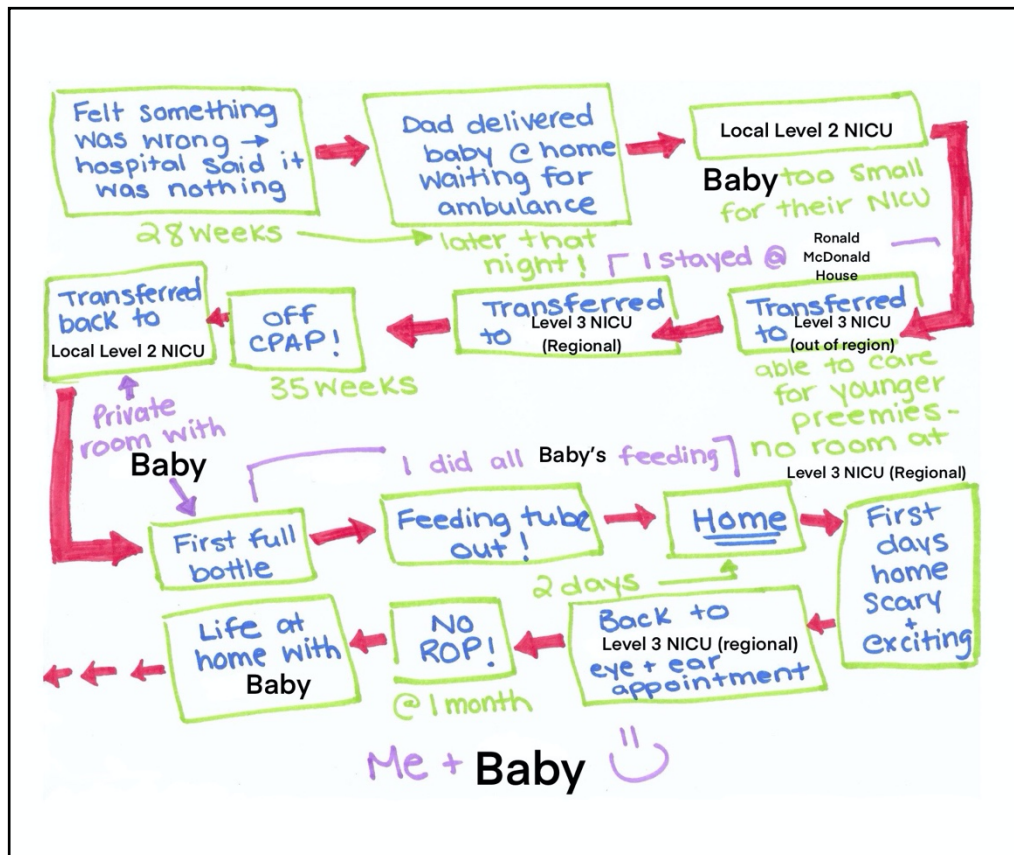 Felt something
was wrong →
hospital said it
was nothing
28 weeks
Dad delivered
baby @ home
waiting for
ambulance
later that
night!
Local Level 2 NICU
Baby too small
for their NICU
I stayed @ Ronald
McDonald
House
Transferred
to Level 3 NICU
(out of region)
able to care
for younger
preemies-
no room at
Level 3 NICU (Regional)
Transferred
to Level 3 NICU
(Regional)
OFF
CPAP!
35 weeks
Transferred
back to
Local Level 2 NICU
Private
room with
Baby
First full
bottle
I did all Baby's feeding
Feeding tube
out!
Home
2 days
First
days
home
scary
+
exciting
Back to
Level 3 NICU (regional)
eye + ear
appointment
NO
ROP!
@ 1 month
Life at
home with
Baby
Me + Baby